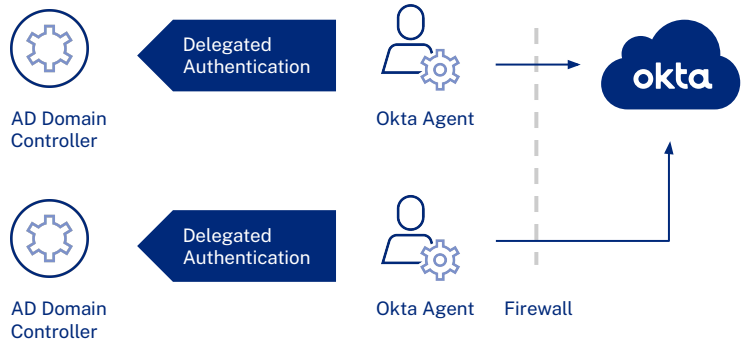 Delegated
Authentication
okta
AD Domain
Controller
Okta Agent
Delegated
Authentication
AD Domain
Controller
Okta Agent
Firewall